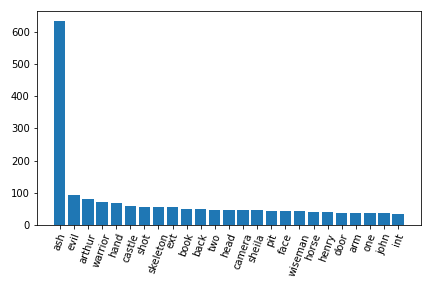 600
500
400
300
200
100
0
ash
evil
arthur
warrior
hand
castle
shot
skeleton
ext
book
back
two
head
camera
sheila
pit
face
wiseman
horse
henry
door
arm
one
john
int